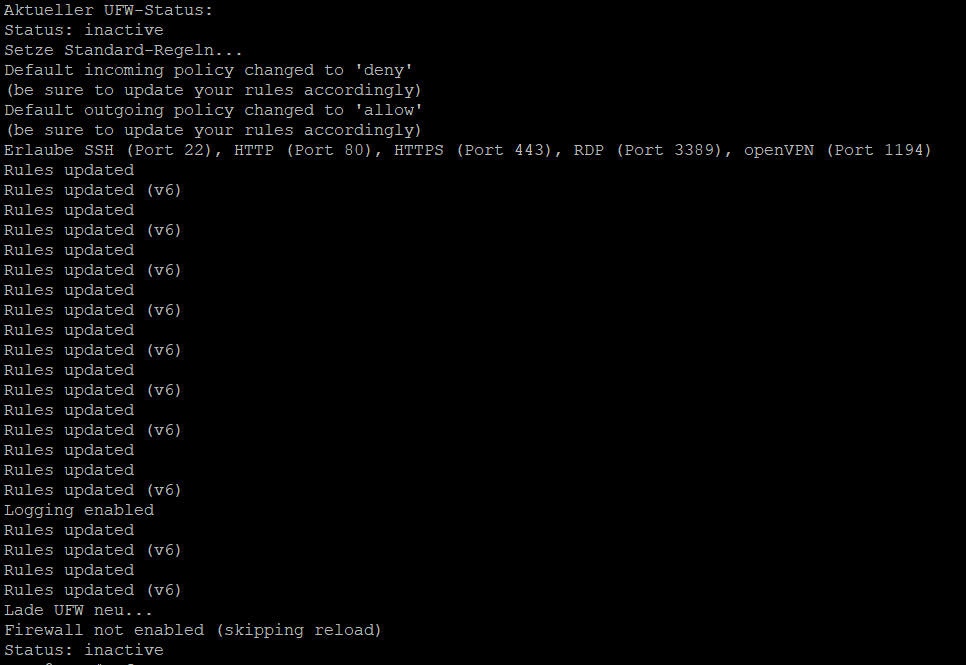 Aktueller UFW-Status:
Status: inactive
Setze Standard-Regeln...
Default incoming policy changed to 'deny'
(be sure to update your rules accordingly)
Default outgoing policy changed to 'allow'
(be sure to update your rules accordingly)
Erlaube SSH (Port 22), HTTP (Port 80), HTTPS (Port 443), RDP (Port 3389), openVPN (Port 1194)
Rules updated
Rules updated (v6)
Rules updated
Rules updated (v6)
Rules updated
Rules updated (v6)
Rules updated
Rules updated (v6)
Rules updated
Rules updated (v6)
Rules updated
Rules updated (v6)
Rules updated
Rules updated (v6)
Rules updated
Rules updated
Rules updated (v6)
Logging enabled
Rules updated
Rules updated (v6)
Rules updated
Rules updated (v6)
Lade UFW neu...
Firewall not enabled (skipping reload)
Status: inactive